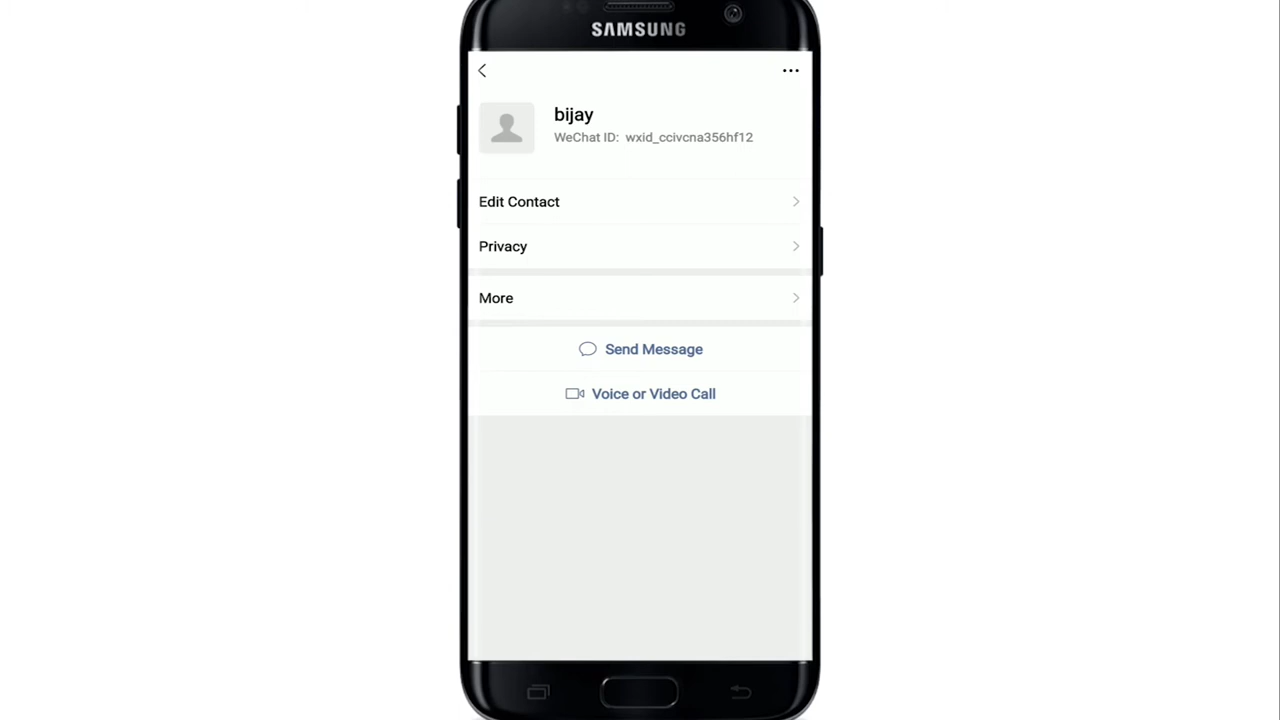 SAMSUNG
bijay
WeChat ID: wxid_ccivcna356hf12
Edit Contact
Privacy
More
Send Message
Voice or Video Call